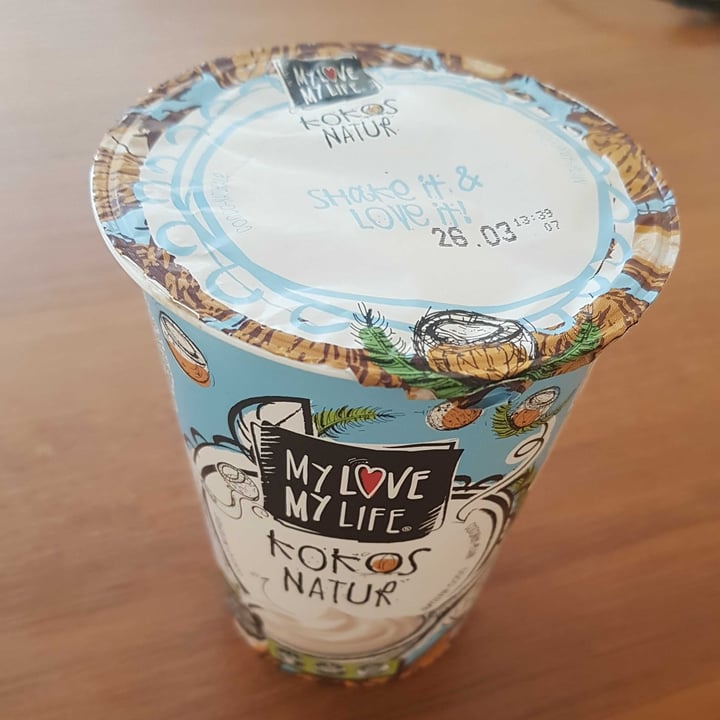 MY LOVE
MY LIFE
KOKOS
NATUR
SHaKe it &
LOVe it!
26.03 13:39
07
MY LOVE
MY LIFE®
KOKOS
NATUR